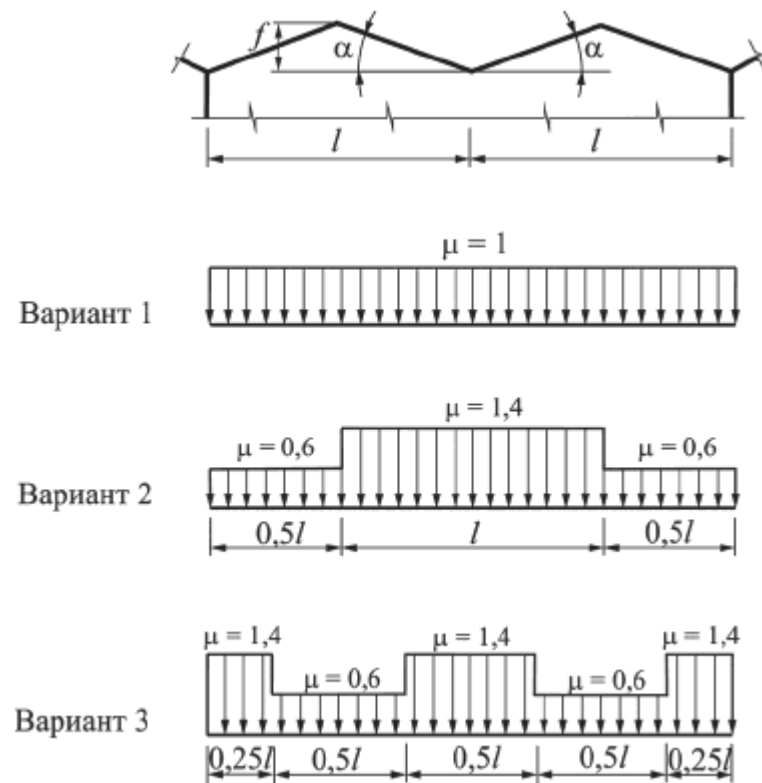 f α α
l l
μ = 1
Вариант 1
μ = 1,4
μ = 0,6 μ = 0,6
Вариант 2
0,5l l 0,5l
μ = 1,4 μ = 1,4 μ = 1,4
μ = 0,6 μ = 0,6
Вариант 3
0,25l 0,5l 0,5l 0,5l 0,25l